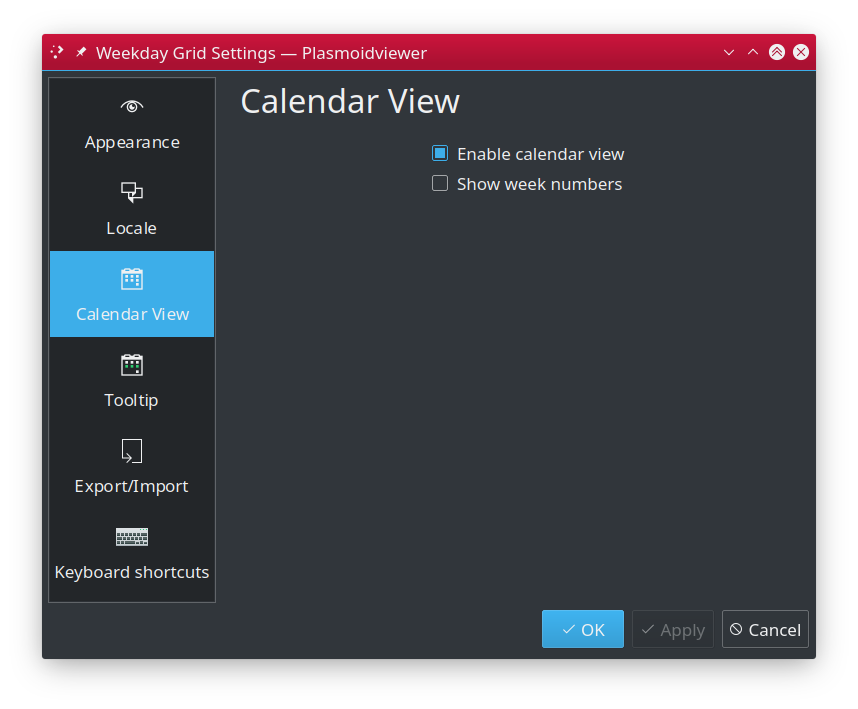 Weekday Grid Settings — Plasmoidviewer
Appearance
Locale
Calendar View
Tooltip
Export/Import
Keyboard shortcuts
Calendar View
Enable calendar view
Show week numbers
OK
Apply
Cancel